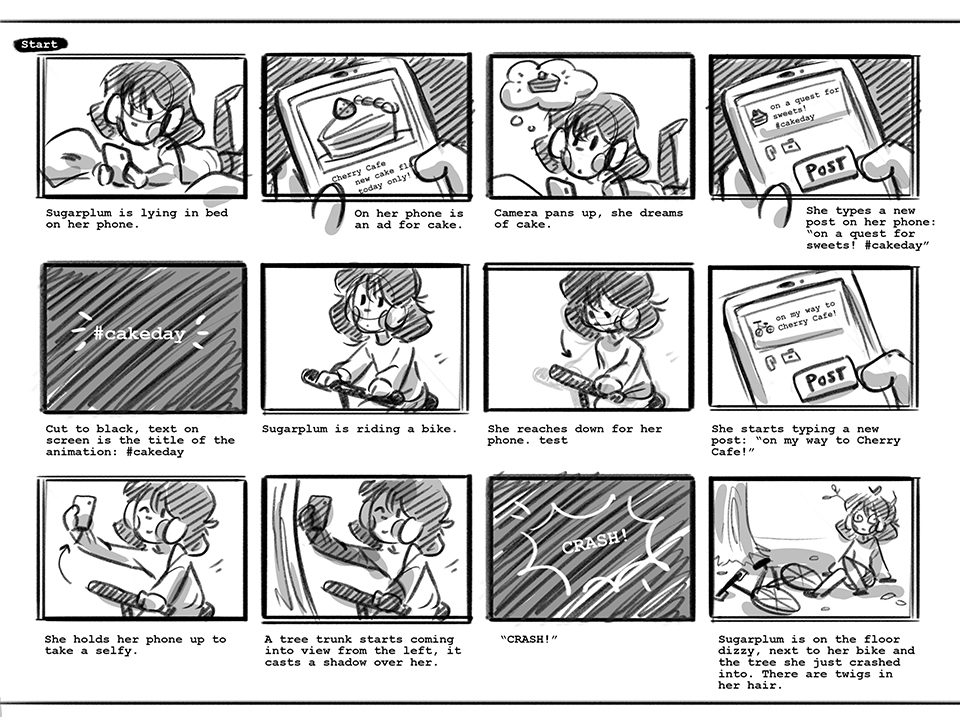 Start
Cherry Cafe
new cake
today only!
on a quest for
sweets!
#cakeday
Post
Sugarplum is lying in bed
on her phone.
On her phone is
an ad for cake.
Camera pans up, she dreams
of cake.
She types a new
post on her phone:
“on a quest for
sweets! #cakeday”
#cakeday
on my way to
Cherry Cafe!
Post
Cut to black, text on
screen is the title of the
animation: #cakeday
Sugarplum is riding a bike.
She reaches down for her
phone. test
She starts typing a new
post: “on my way to Cherry
Cafe!”
CRASH!
She holds her phone up to
take a selfy.
A tree trunk starts coming
into view from the left, it
casts a shadow over her.
“CRASH!”
Sugarplum is on the floor
dizzy, next to her bike and
the tree she just crashed
into. There are twigs in
her hair.